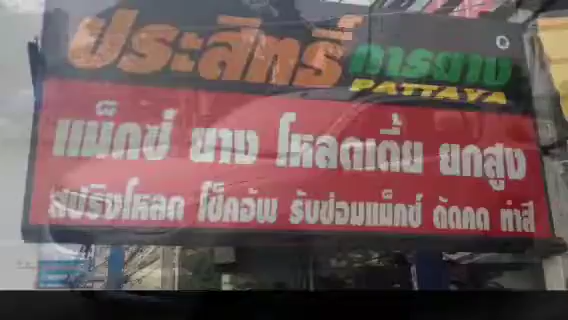 ประสิทธิ์ การยาง
PATTAYA
แม็กซ์ ยาง โหลดเตี้ย ยกสูง
สปริงโหลด โช๊คอัพ รับซ่อมแม็กซ์ ดัดคด ทำสี